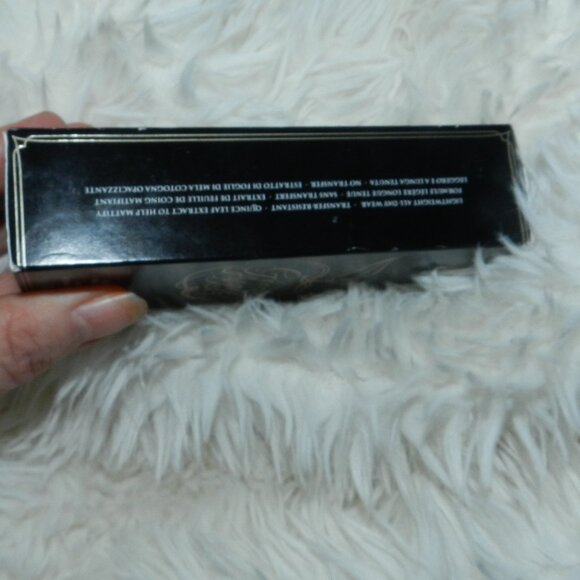 LIGHTWEIGHT ALL-DAY WEAR · TRANSFER-RESISTANT · QUINCE LEAF EXTRACT TO HELP MATTIFY
FORMULE LÉGÈRE LONGUE TENUE · SANS TRANSFERT · EXTRAIT DE FEUILLE DE COING MATIFIANT
LEGGERO E A LUNGA TENUTA · NO TRANSFER · ESTRATTO DI FOGLIE DI MELA COTOGNA OPACIZZANTE